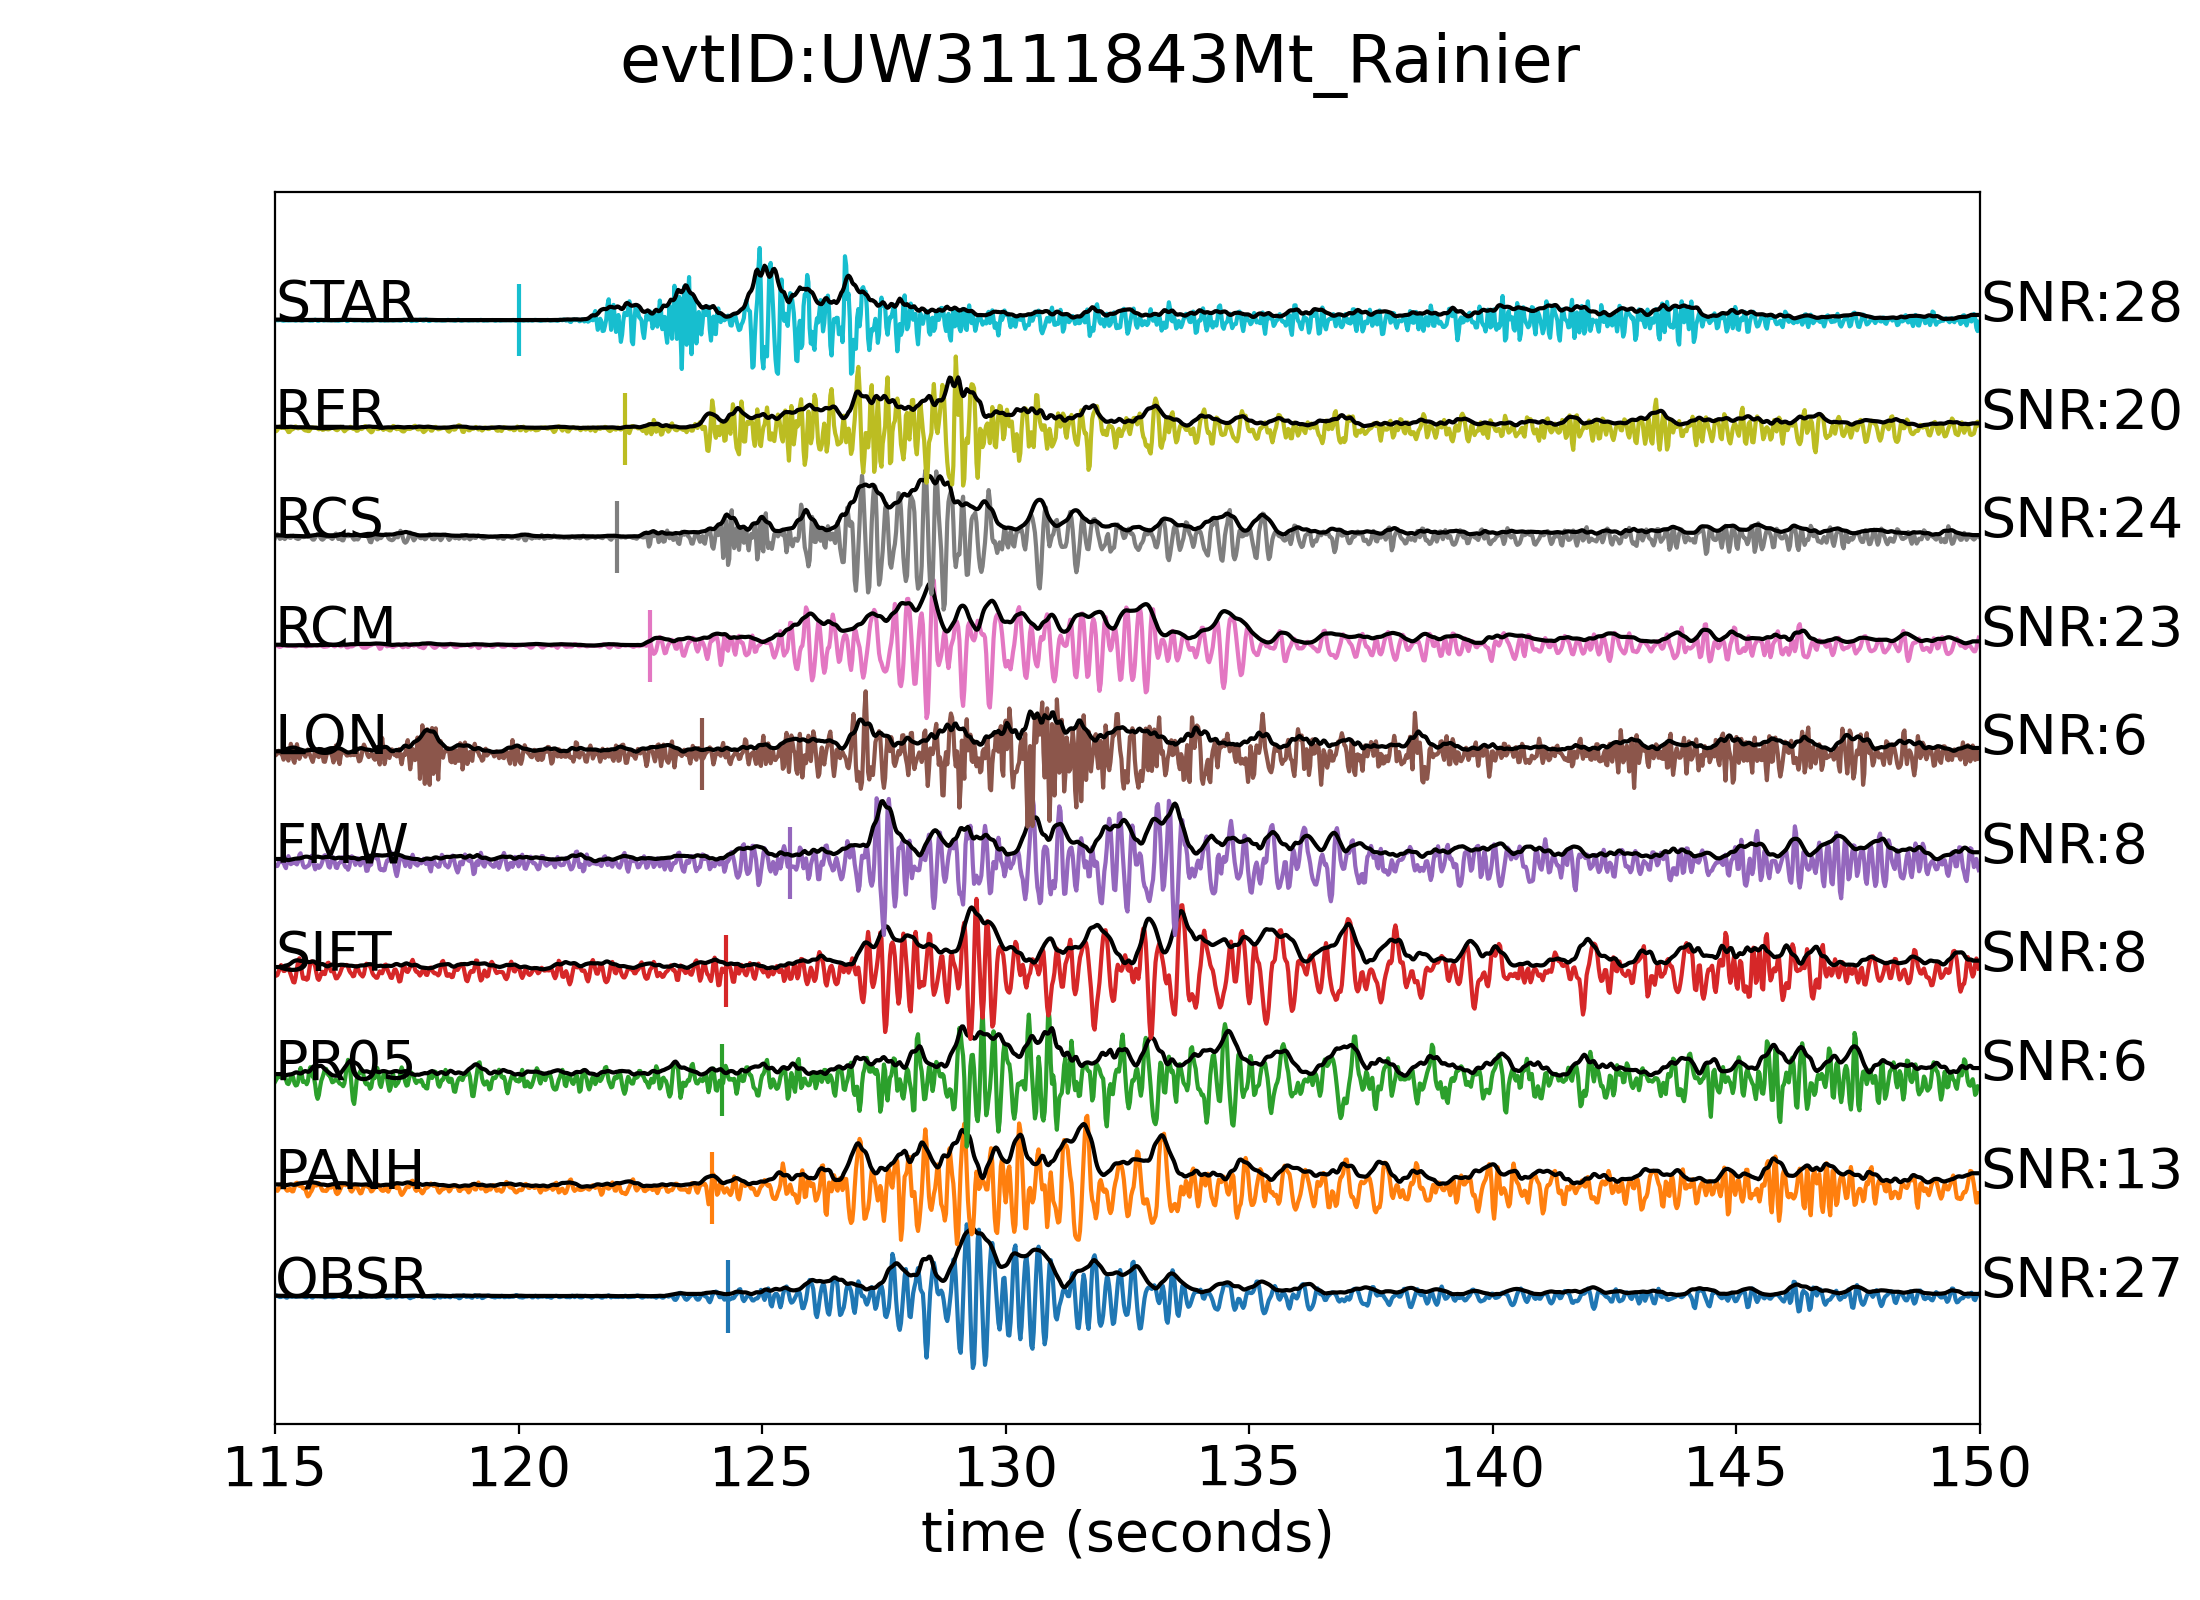 evtID:UW3111843Mt_Rainier
STAR SNR:28
RER SNR:20
RCS SNR:24
RCM SNR:23
LON SNR:6
FMW SNR:8
SIFT SNR:8
PR05 SNR:6
PANH SNR:13
OBSR SNR:27
115 120 125 130 135 140 145 150
time (seconds)